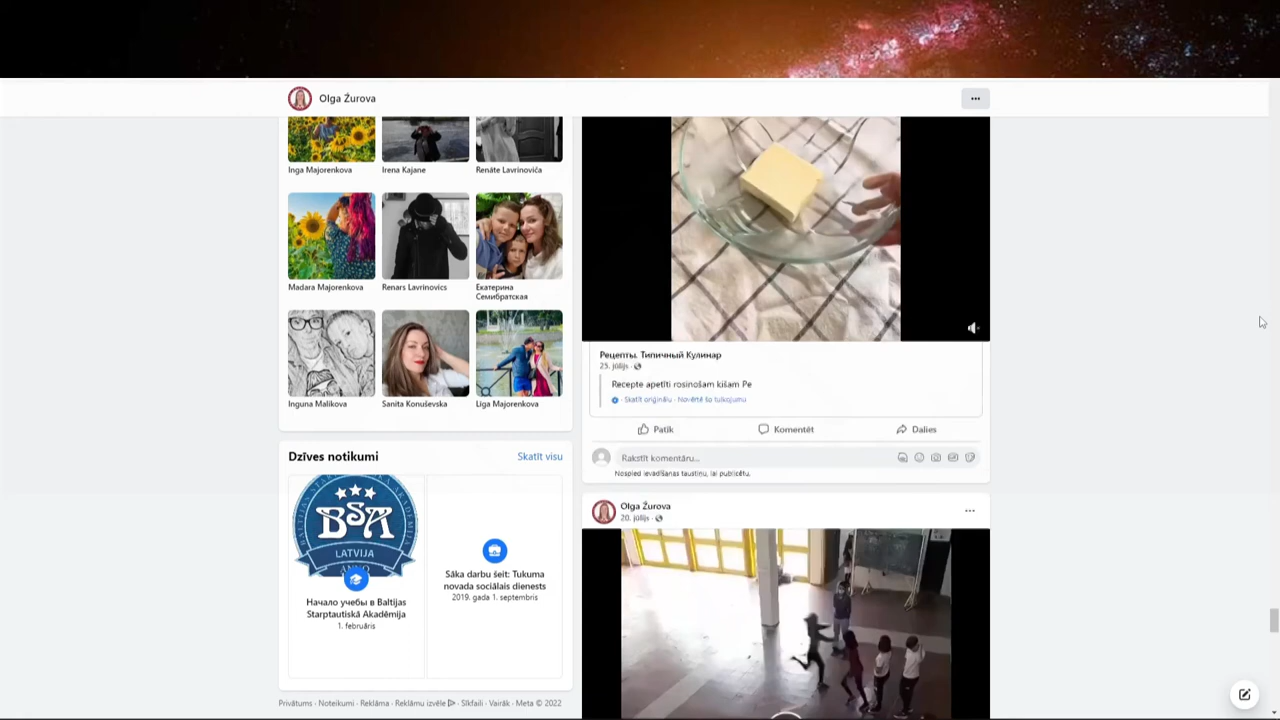 Olga Žurova
Inga Majorenkova
Irena Kajane
Renāte Lavrinoviča
Madara Majorenkova
Renars Lavrinovics
Екатерина
Семибратская
Inguna Malikova
Sanita Konuševska
Līga Majorenkova
Dzīves notikumi
Skatīt visu
BSA
LATVIJA
Начало учебы в Baltijas
Starptautiskā Akadēmija
1. februāris
Sāka darbu šeit: Tukuma
novada sociālais dienests
2019. gada 1. septembris
Privātums · Noteikumi · Reklāma · Reklāmu izvēle · Sīkfaili · Vairāk · Meta © 2022
Рецепты. Типичный Кулинар
25. jūlijs
Recepte apetīti rosinošam kišam Pe
Skatīt oriģinālu · Novērtē šo tulkojumu
Patīk
Komentēt
Dalies
Rakstīt komentāru...
Nospied ievadīšanas taustiņu, lai publicētu.
Olga Žurova
20. jūlijs